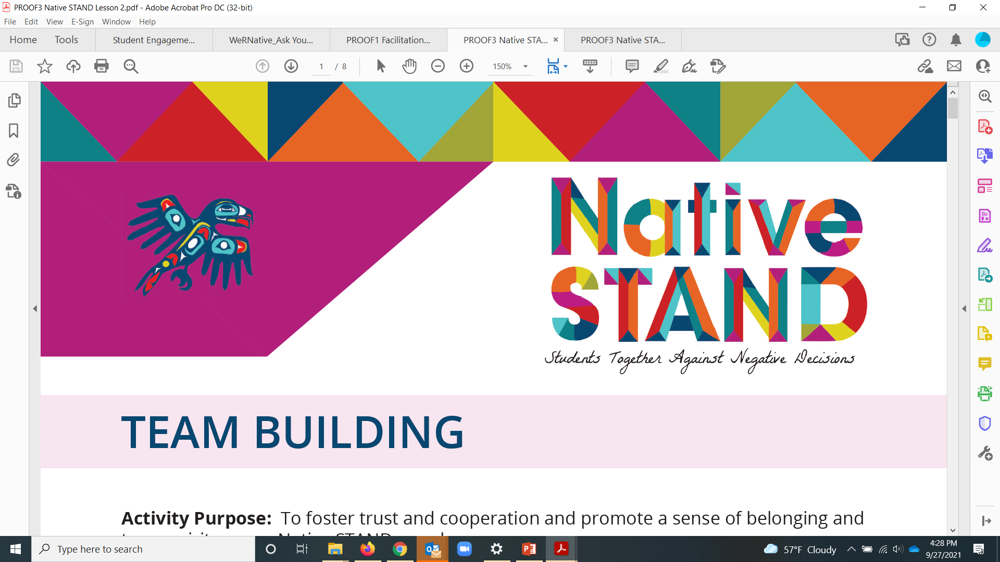 PROOF3 Native STAND Lesson 2.pdf - Adobe Acrobat Pro DC (32-bit)
File Edit View E-Sign Window Help
Home Tools Student Engageme... WeRNative_Ask You... PROOF1 Facilitation... PROOF3 Native STA... × PROOF3 Native STA...
1 / 8 150%
Native
STAND
Students Together Against Negative Decisions
TEAM BUILDING
Activity Purpose: To foster trust and cooperation and promote a sense of belonging and
Native STAND
Type here to search
57°F Cloudy
4:28 PM
9/27/2021